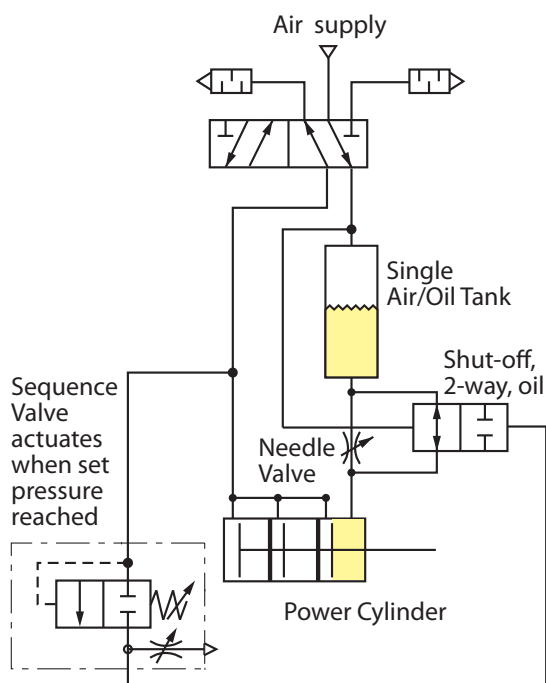 Air supply
Single
Air/Oil Tank
Shut-off,
2-way, oil
Sequence
Valve
actuates
when set
pressure
reached
Needle
Valve
Power Cylinder